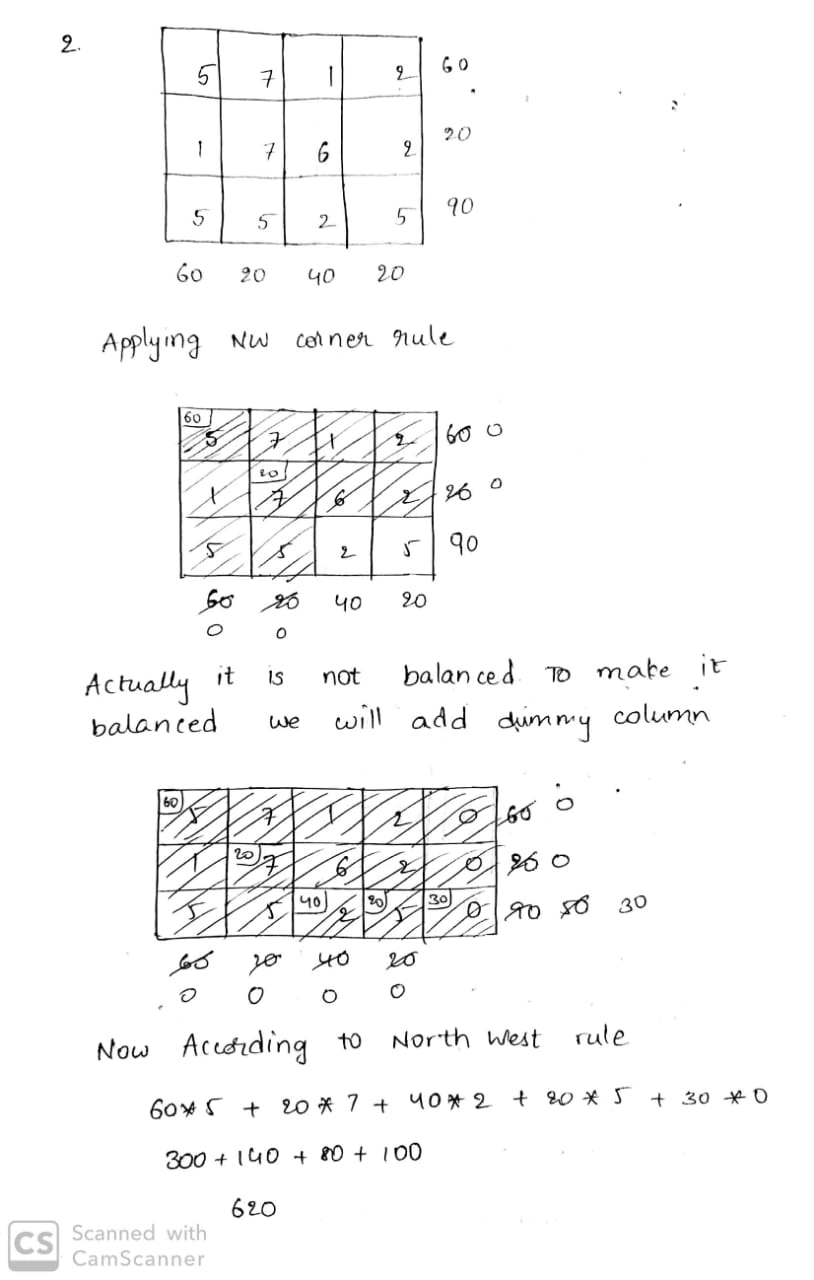 2.
5 7 1 2 60
1 7 6 2 20
5 5 2 5 90
60 20 40 20
Applying NW corner rule
60
5 7 1 2 60 0
20
1 7 6 2 20 0
5 5 2 5 90
60 20 40 20
0 0
Actually it is not balanced. To make it
balanced we will add dummy column
60 5 7 1 2 0 60 0
1 20 7 6 2 0 20 0
5 5 40 2 20 5 30 0 90 50 30
60 20 40 20
0 0 0 0
Now According to North West rule
60*5 + 20*7 + 40*2 + 20*5 + 30*0
300 + 140 + 80 + 100
620
CS Scanned with
CamScanner